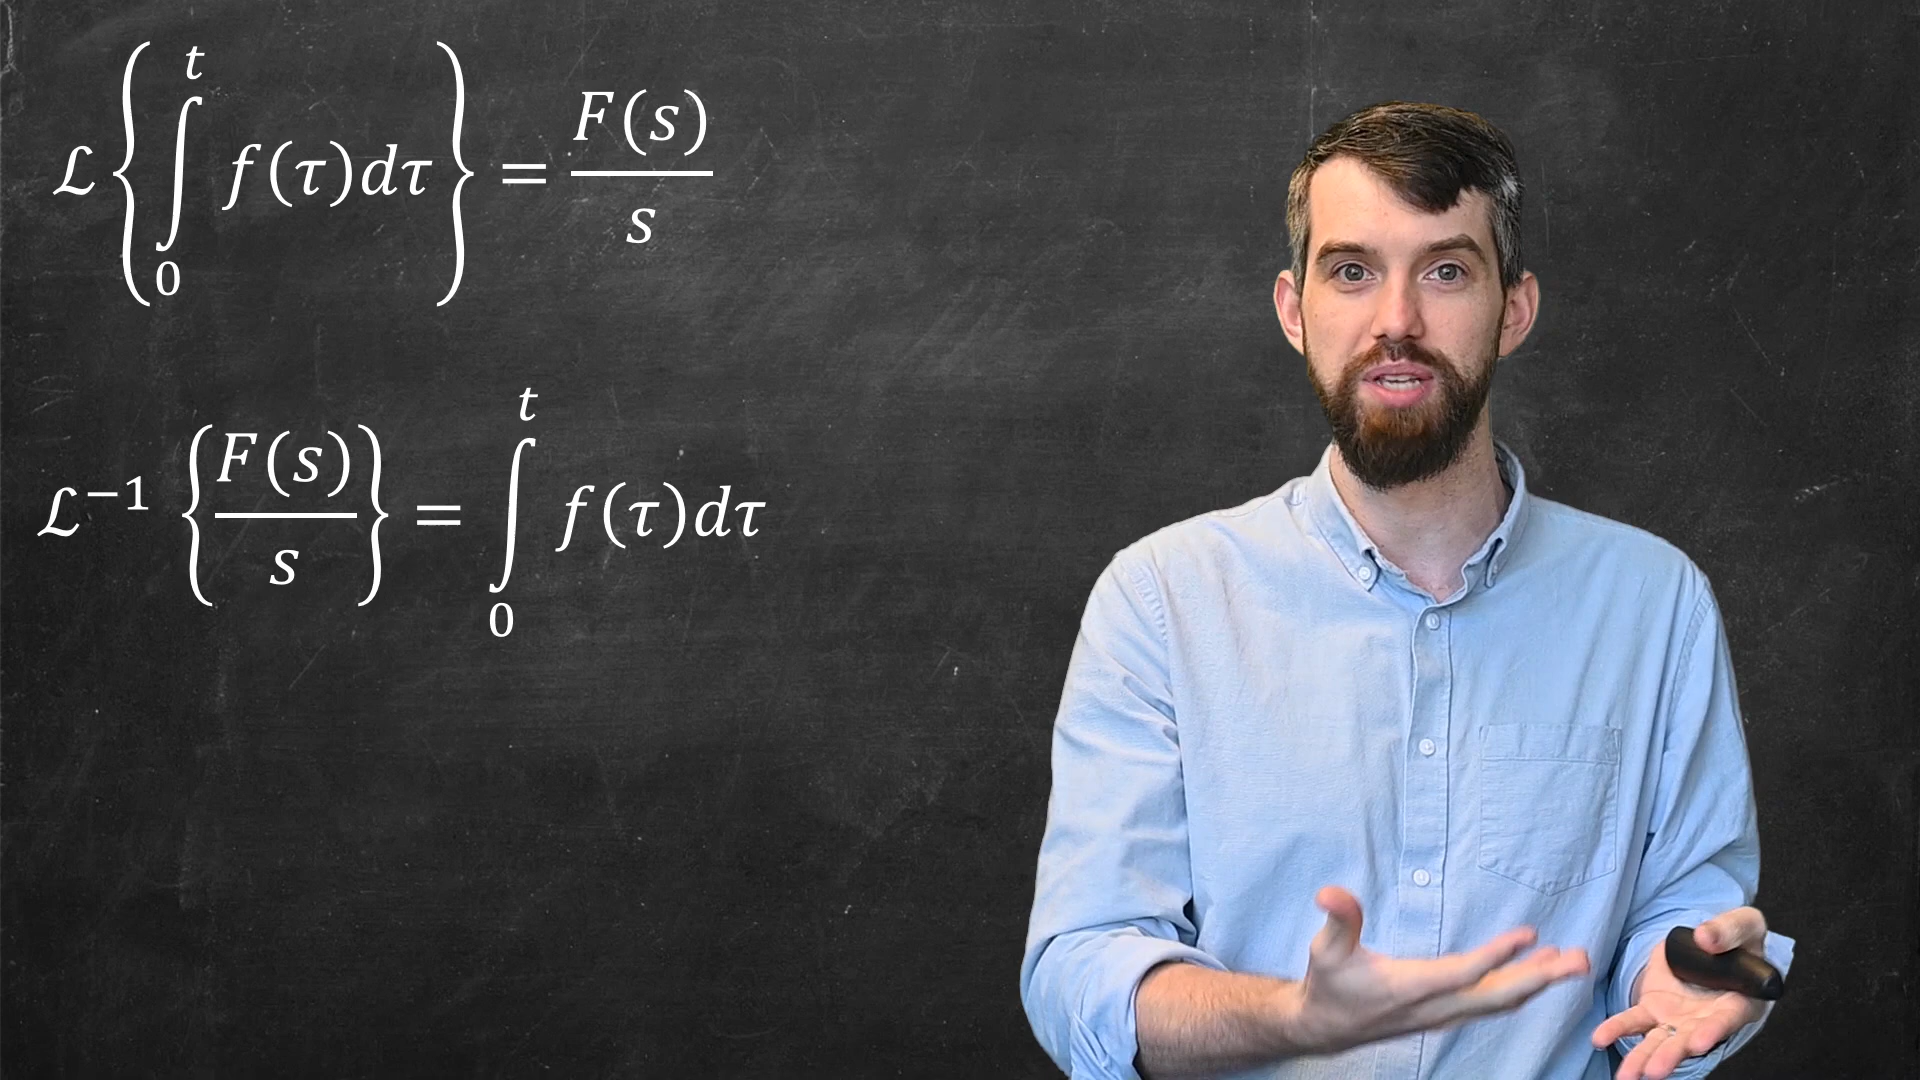 ℒ{∫₀ᵗ f(τ)dτ} = F(s)/s
ℒ⁻¹{F(s)/s} = ∫₀ᵗ f(τ)dτ